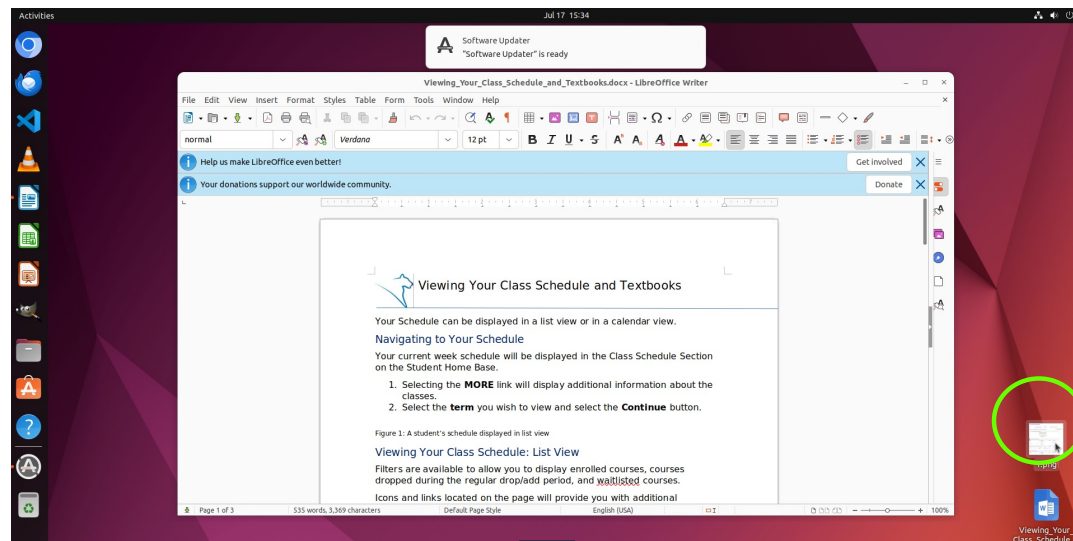 Activities
Jul 17 15:34
Software Updater
"Software Updater" is ready
Viewing_Your_Class_Schedule_and_Textbooks.docx - LibreOffice Writer
File Edit View Insert Format Styles Table Form Tools Window Help
normal
Verdana
12 pt
Help us make LibreOffice even better!
Get involved
Your donations support our worldwide community.
Donate
Viewing Your Class Schedule and Textbooks
Your Schedule can be displayed in a list view or in a calendar view.
Navigating to Your Schedule
Your current week schedule will be displayed in the Class Schedule Section
on the Student Home Base.
1. Selecting the MORE link will display additional information about the
classes.
2. Select the term you wish to view and select the Continue button.
Figure 1: A student's schedule displayed in list view
Viewing Your Class Schedule: List View
Filters are available to allow you to display enrolled courses, courses
dropped during the regular drop/add period, and waitlisted courses.
Icons and links located on the page will provide you with additional
Page 1 of 3
535 words, 3,369 characters
Default Page Style
English (USA)
100%
1.png
Viewing_Your_
Class_Schedule_